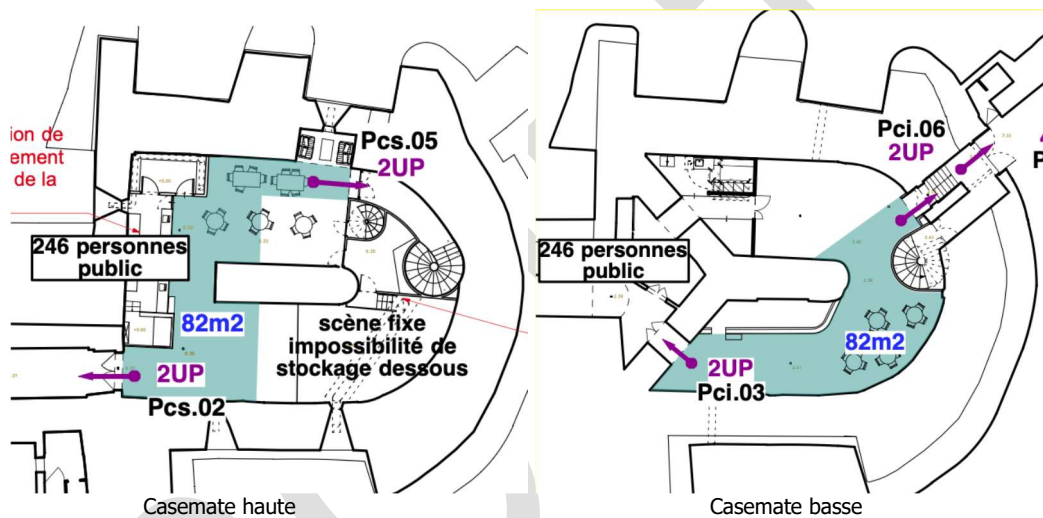 ion de
ement
de la
Pcs.05
2UP
246 personnes
public
82m2
scène fixe
impossibilité de
stockage dessous
2UP
Pcs.02
Casemate haute
Pci.06
2UP
4
P
246 personnes
public
82m2
2UP
Pci.03
Casemate basse